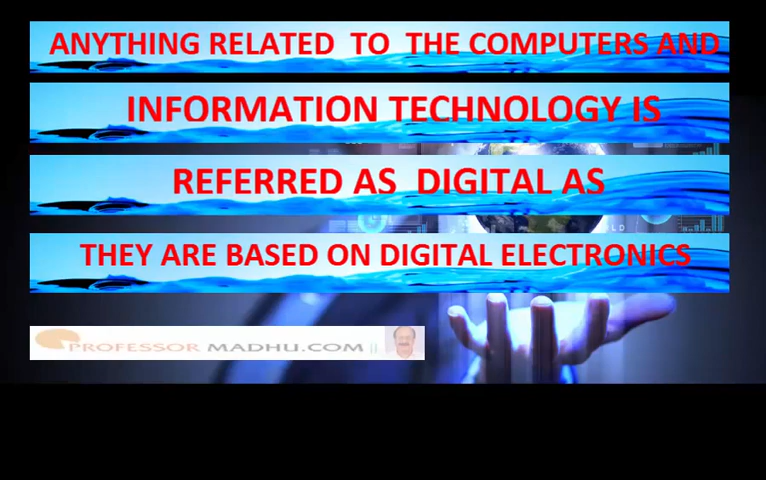 ANYTHING RELATED TO THE COMPUTERS AND
INFORMATION TECHNOLOGY IS
REFERRED AS DIGITAL AS
THEY ARE BASED ON DIGITAL ELECTRONICS
PROFESSOR MADHU.COM